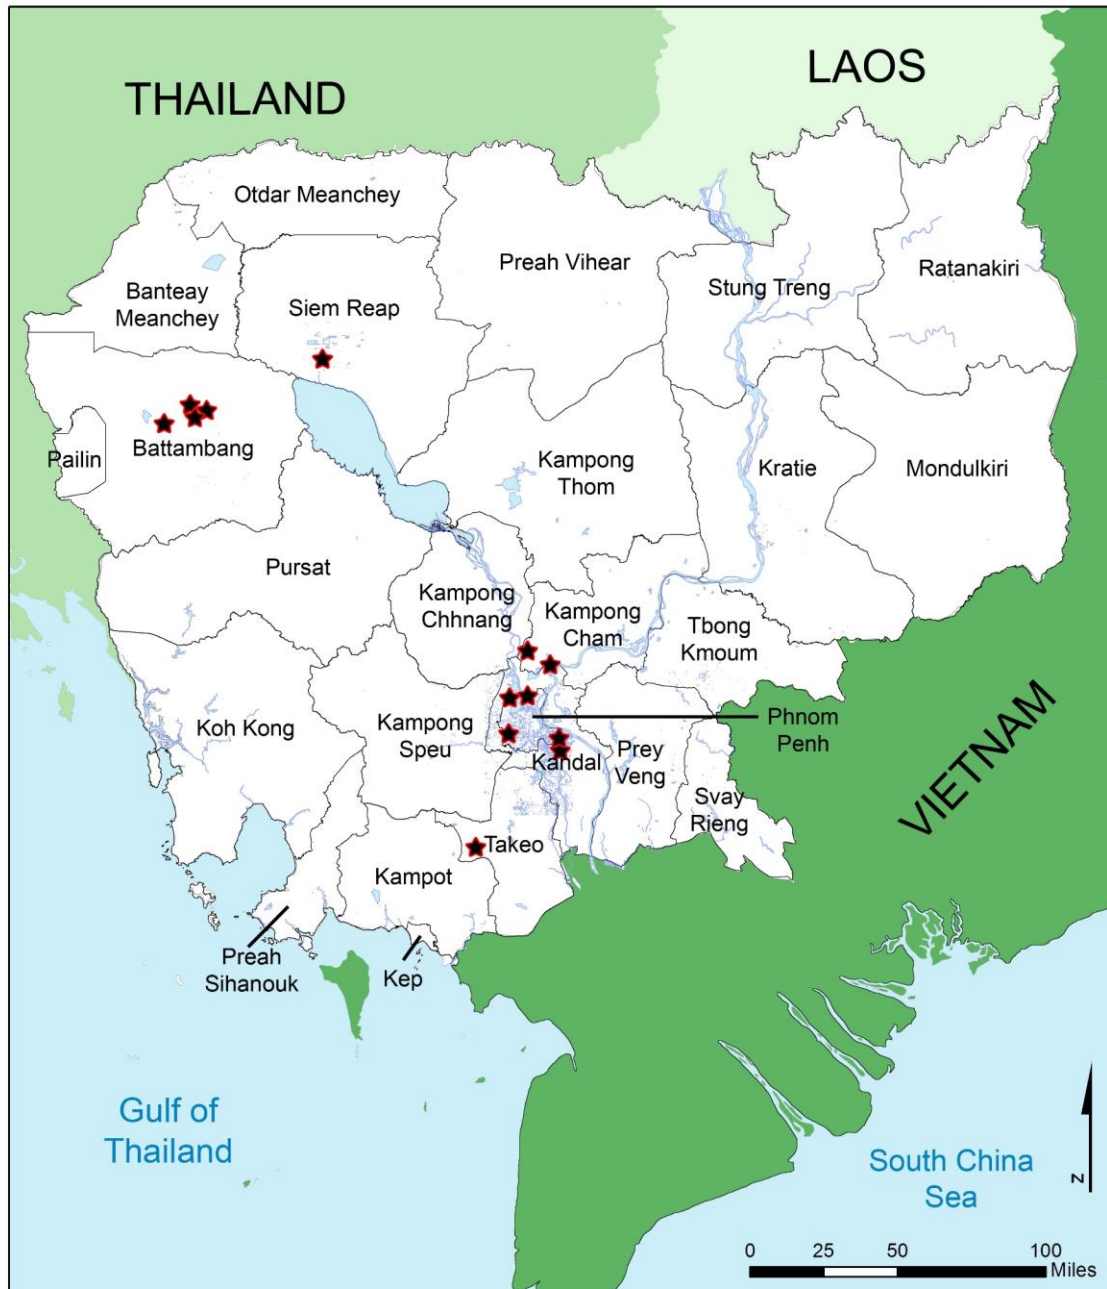 LAOS
THAILAND
Otdar Meanchey
Preah Vihear
Ratanakiri
Stung Treng
Banteay
Meanchey
Siem Reap
Battambang
Pailin
Kampong
Thom
Kratie
Mondulkiri
Pursat
Kampong
Chhnang
Kampong
Cham
Tbong
Kmoum
Koh Kong
Kampong
Speu
Phnom
Penh
Kandal
Prey
Veng
Svay
Rieng
VIETNAM
Takeo
Kampot
Preah
Sihanouk
Kep
Gulf of
Thailand
South China
Sea
N
0 25 50 100
Miles